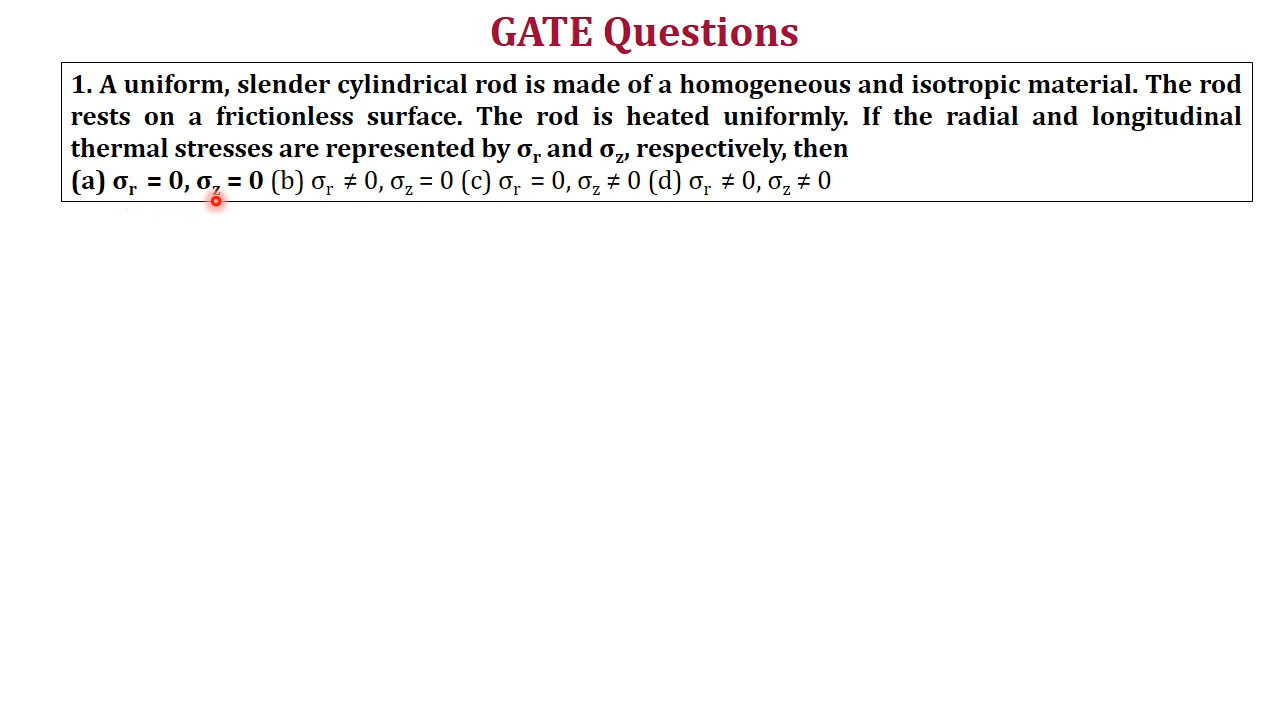 GATE Questions
1. A uniform, slender cylindrical rod is made of a homogeneous and isotropic material. The rod
rests on a frictionless surface. The rod is heated uniformly. If the radial and longitudinal
thermal stresses are represented by σr and σz, respectively, then
(a) σr = 0, σz = 0 (b) σr ≠ 0, σz = 0 (c) σr = 0, σz ≠ 0 (d) σr ≠ 0, σz ≠ 0